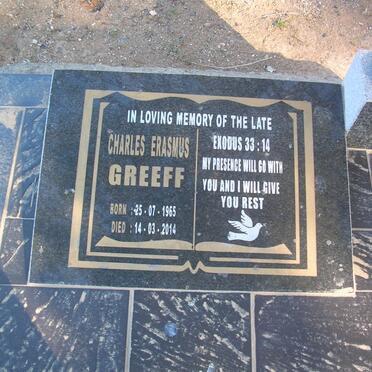 IN LOVING MEMORY OF THE LATE
CHARLES ERASMUS
GREEFF
BORN : 25 - 07 - 1965
DIED : 14 - 03 - 2014
EXODUS 33 : 14
MY PRESENCE WILL GO WITH
YOU AND I WILL GIVE
YOU REST